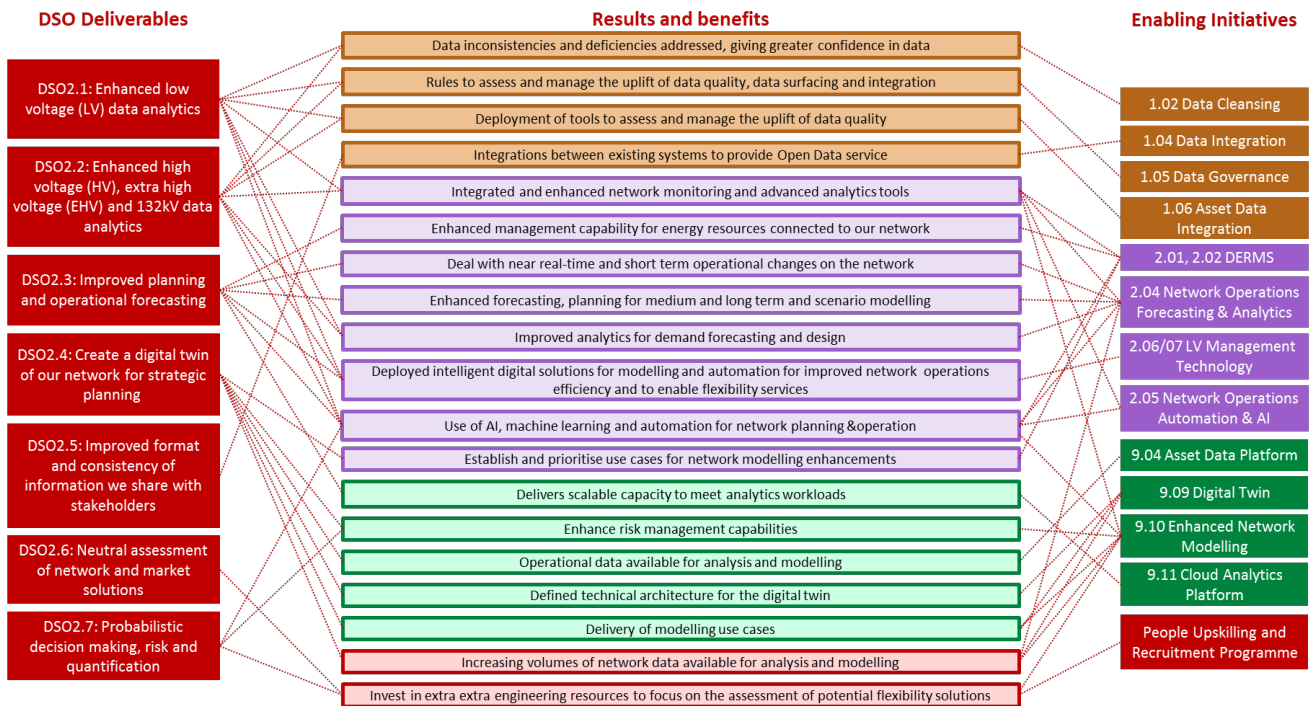 DSO Deliverables
Results and benefits
Enabling Initiatives
DSO2.1: Enhanced low
voltage (LV) data analytics
DSO2.2: Enhanced high
voltage (HV), extra high
voltage (EHV) and 132kV data
analytics
DSO2.3: Improved planning
and operational forecasting
DSO2.4: Create a digital twin
of our network for strategic
planning
DSO2.5: Improved format
and consistency of
information we share with
stakeholders
DSO2.6: Neutral assessment
of network and market
solutions
DSO2.7: Probabilistic
decision making, risk and
quantification
Data inconsistencies and deficiencies addressed, giving greater confidence in data
Rules to assess and manage the uplift of data quality, data surfacing and integration
Deployment of tools to assess and manage the uplift of data quality
Integrations between existing systems to provide Open Data service
Integrated and enhanced network monitoring and advanced analytics tools
Enhanced management capability for energy resources connected to our network
Deal with near real-time and short term operational changes on the network
Enhanced forecasting, planning for medium and long term and scenario modelling
Improved analytics for demand forecasting and design
Deployed intelligent digital solutions for modelling and automation for improved network operations
efficiency and to enable flexibility services
Use of AI, machine learning and automation for network planning &operation
Establish and prioritise use cases for network modelling enhancements
Delivers scalable capacity to meet analytics workloads
Enhance risk management capabilities
Operational data available for analysis and modelling
Defined technical architecture for the digital twin
Delivery of modelling use cases
Increasing volumes of network data available for analysis and modelling
Invest in extra extra engineering resources to focus on the assessment of potential flexibility solutions
1.02 Data Cleansing
1.04 Data Integration
1.05 Data Governance
1.06 Asset Data
Integration
2.01, 2.02 DERMS
2.04 Network Operations
Forecasting & Analytics
2.06/07 LV Management
Technology
2.05 Network Operations
Automation & AI
9.04 Asset Data Platform
9.09 Digital Twin
9.10 Enhanced Network
Modelling
9.11 Cloud Analytics
Platform
People Upskilling and
Recruitment Programme